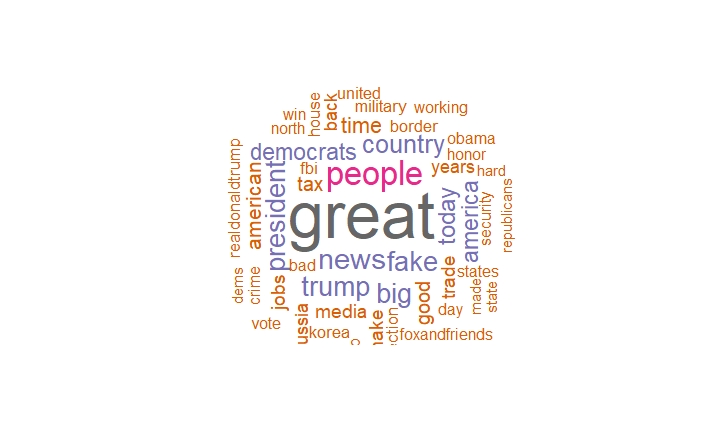 united
military
working
win
house
back
north
time
border
obama
country
democrats
honor
realdonaldtrump
american
president
fbi
people
years
hard
tax
great
today
america
security
republicans
news
fake
bad
states
dems
crime
jobs
trump
big
good
trade
made
state
media
day
vote
ussia
korea
nake
ection
foxandfriends